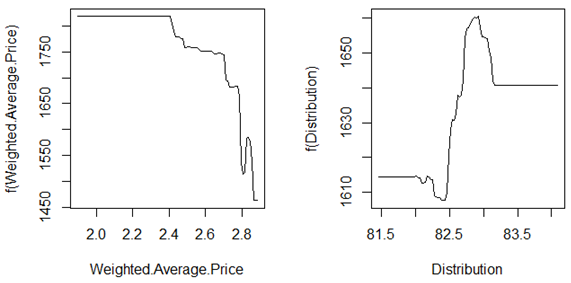 f(Weighted.Average.Price)
1750
1650
1550
1450
2.0 2.2 2.4 2.6 2.8
Weighted.Average.Price
f(Distribution)
1650
1630
1610
81.5 82.5 83.5
Distribution